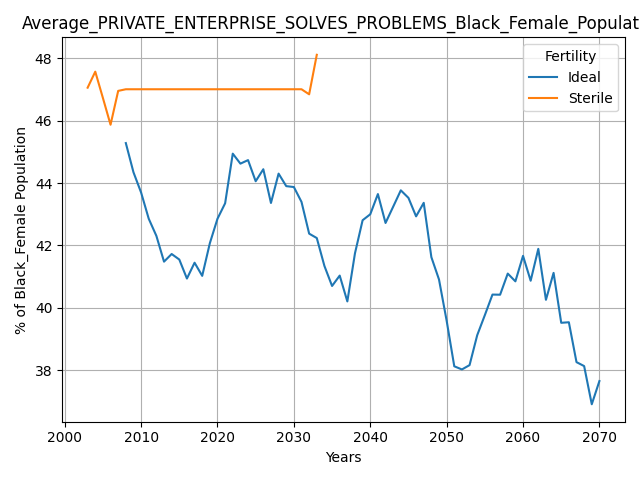 Average_PRIVATE_ENTERPRISE_SOLVES_PROBLEMS_Black_Female_Populat
Fertility
Ideal
Sterile
48
46
44
42
40
38
% of Black_Female Population
2000 2010 2020 2030 2040 2050 2060 2070
Years